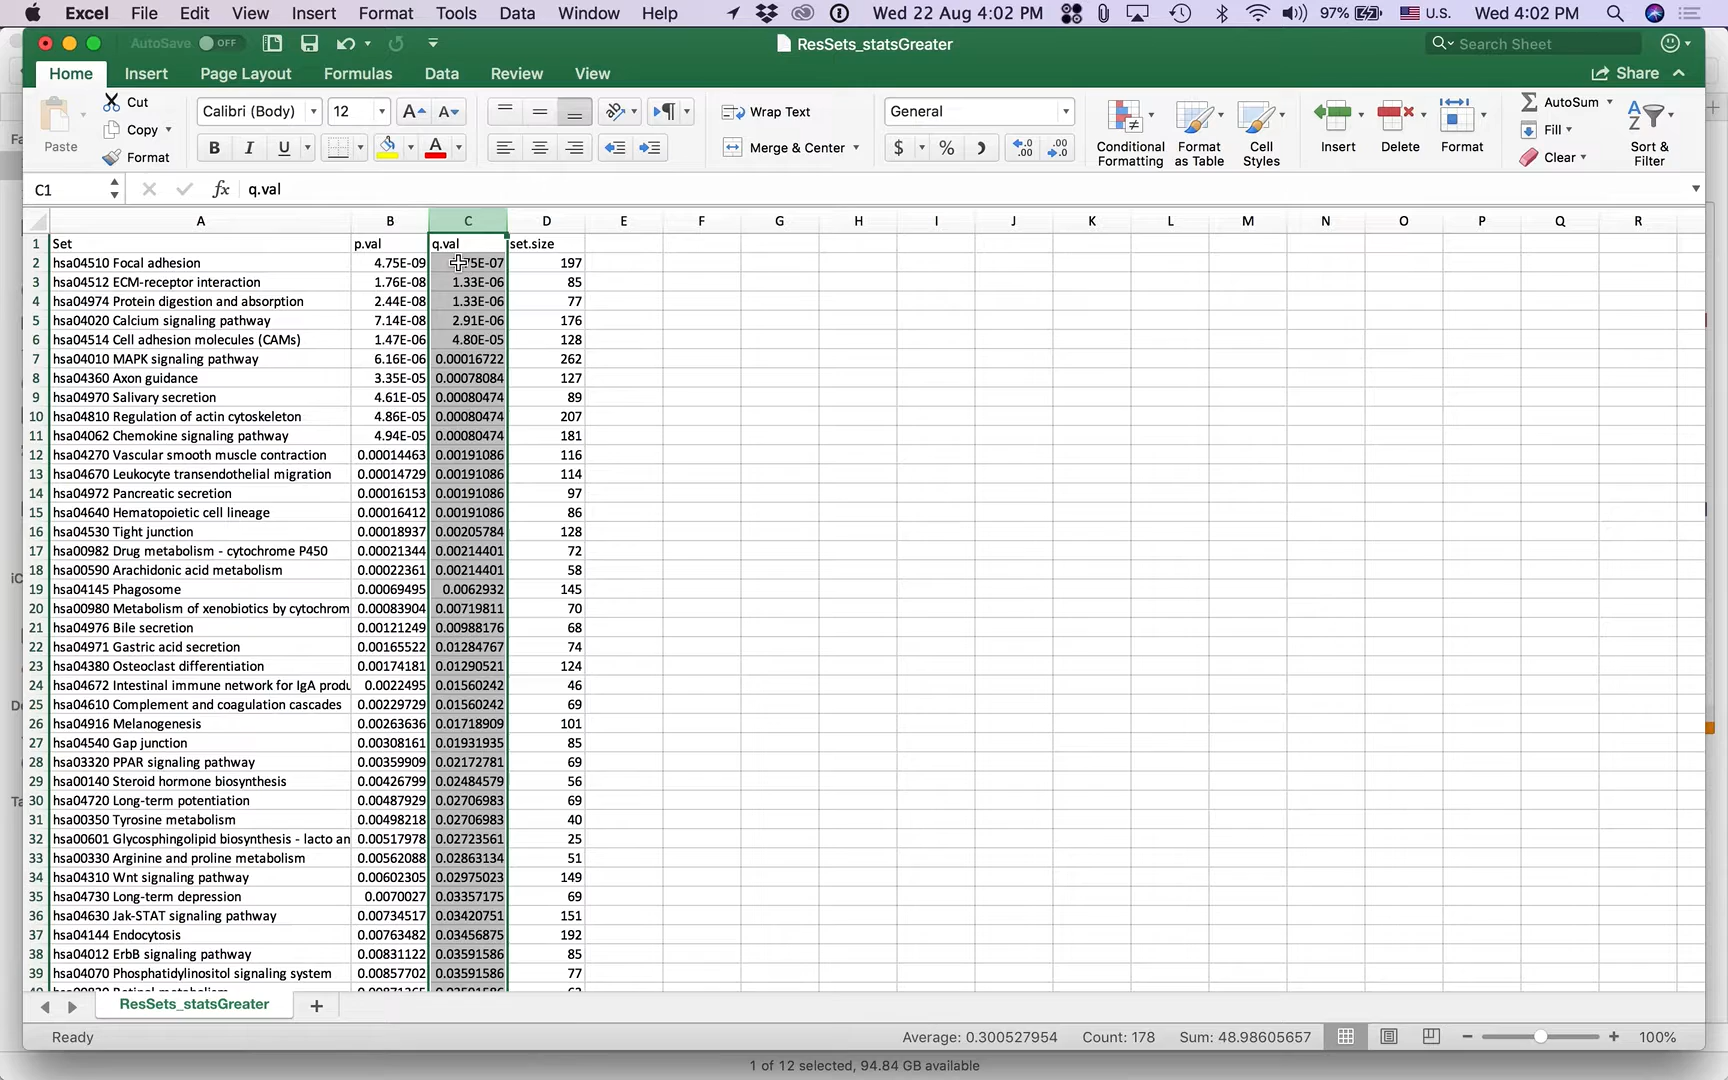 Excel File Edit View Insert Format Tools Data Window Help Wed 22 Aug 4:02 PM 97% U.S. Wed 4:02 PM
AutoSave OFF ResSets_statsGreater Search Sheet
Home Insert Page Layout Formulas Data Review View Share
Paste Cut Copy Format
Calibri (Body) 12 A A
B I U A
Wrap Text
Merge & Center
General
$ % .0 .00 .00 .0
Conditional Formatting Format as Table Cell Styles Insert Delete Format
AutoSum Fill Clear Sort & Filter
C1 fx q.val
A B C D E F G H I J K L M N O P Q R
1 Set p.val q.val set.size
2 hsa04510 Focal adhesion 4.75E-09 75E-07 197
3 hsa04512 ECM-receptor interaction 1.76E-08 1.33E-06 85
4 hsa04974 Protein digestion and absorption 2.44E-08 1.33E-06 77
5 hsa04020 Calcium signaling pathway 7.14E-08 2.91E-06 176
6 hsa04514 Cell adhesion molecules (CAMs) 1.47E-06 4.80E-05 128
7 hsa04010 MAPK signaling pathway 6.16E-06 0.00016722 262
8 hsa04360 Axon guidance 3.35E-05 0.00078084 127
9 hsa04970 Salivary secretion 4.61E-05 0.00080474 89
10 hsa04810 Regulation of actin cytoskeleton 4.86E-05 0.00080474 207
11 hsa04062 Chemokine signaling pathway 4.94E-05 0.00080474 181
12 hsa04270 Vascular smooth muscle contraction 0.00014463 0.00191086 116
13 hsa04670 Leukocyte transendothelial migration 0.00014729 0.00191086 114
14 hsa04972 Pancreatic secretion 0.00016153 0.00191086 97
15 hsa04640 Hematopoietic cell lineage 0.00016412 0.00191086 86
16 hsa04530 Tight junction 0.00018937 0.00205784 128
17 hsa00982 Drug metabolism - cytochrome P450 0.00021344 0.00214401 72
18 hsa00590 Arachidonic acid metabolism 0.00022361 0.00214401 58
19 hsa04145 Phagosome 0.00069495 0.0062932 145
20 hsa00980 Metabolism of xenobiotics by cytochrom 0.00083904 0.00719811 70
21 hsa04976 Bile secretion 0.00121249 0.00988176 68
22 hsa04971 Gastric acid secretion 0.00165522 0.01284767 74
23 hsa04380 Osteoclast differentiation 0.00174181 0.01290521 124
24 hsa04672 Intestinal immune network for IgA produ 0.0022495 0.01560242 46
25 hsa04610 Complement and coagulation cascades 0.00229729 0.01560242 69
26 hsa04916 Melanogenesis 0.00263636 0.01718909 101
27 hsa04540 Gap junction 0.00308161 0.01931935 85
28 hsa03320 PPAR signaling pathway 0.00359909 0.02172781 69
29 hsa00140 Steroid hormone biosynthesis 0.00426799 0.02484579 56
30 hsa04720 Long-term potentiation 0.00487929 0.02706983 69
31 hsa00350 Tyrosine metabolism 0.00498218 0.02706983 40
32 hsa00601 Glycosphingolipid biosynthesis - lacto an 0.00517978 0.02723561 25
33 hsa00330 Arginine and proline metabolism 0.00562088 0.02863134 51
34 hsa04310 Wnt signaling pathway 0.00602305 0.02975023 149
35 hsa04730 Long-term depression 0.0070027 0.03357175 69
36 hsa04630 Jak-STAT signaling pathway 0.00734517 0.03420751 151
37 hsa04144 Endocytosis 0.00763482 0.03456875 192
38 hsa04012 ErbB signaling pathway 0.00831122 0.03591586 85
39 hsa04070 Phosphatidylinositol signaling system 0.00857702 0.03591586 77
ResSets_statsGreater +
Ready Average: 0.300527954 Count: 178 Sum: 48.98605657 100%
1 of 12 selected, 94.84 GB available